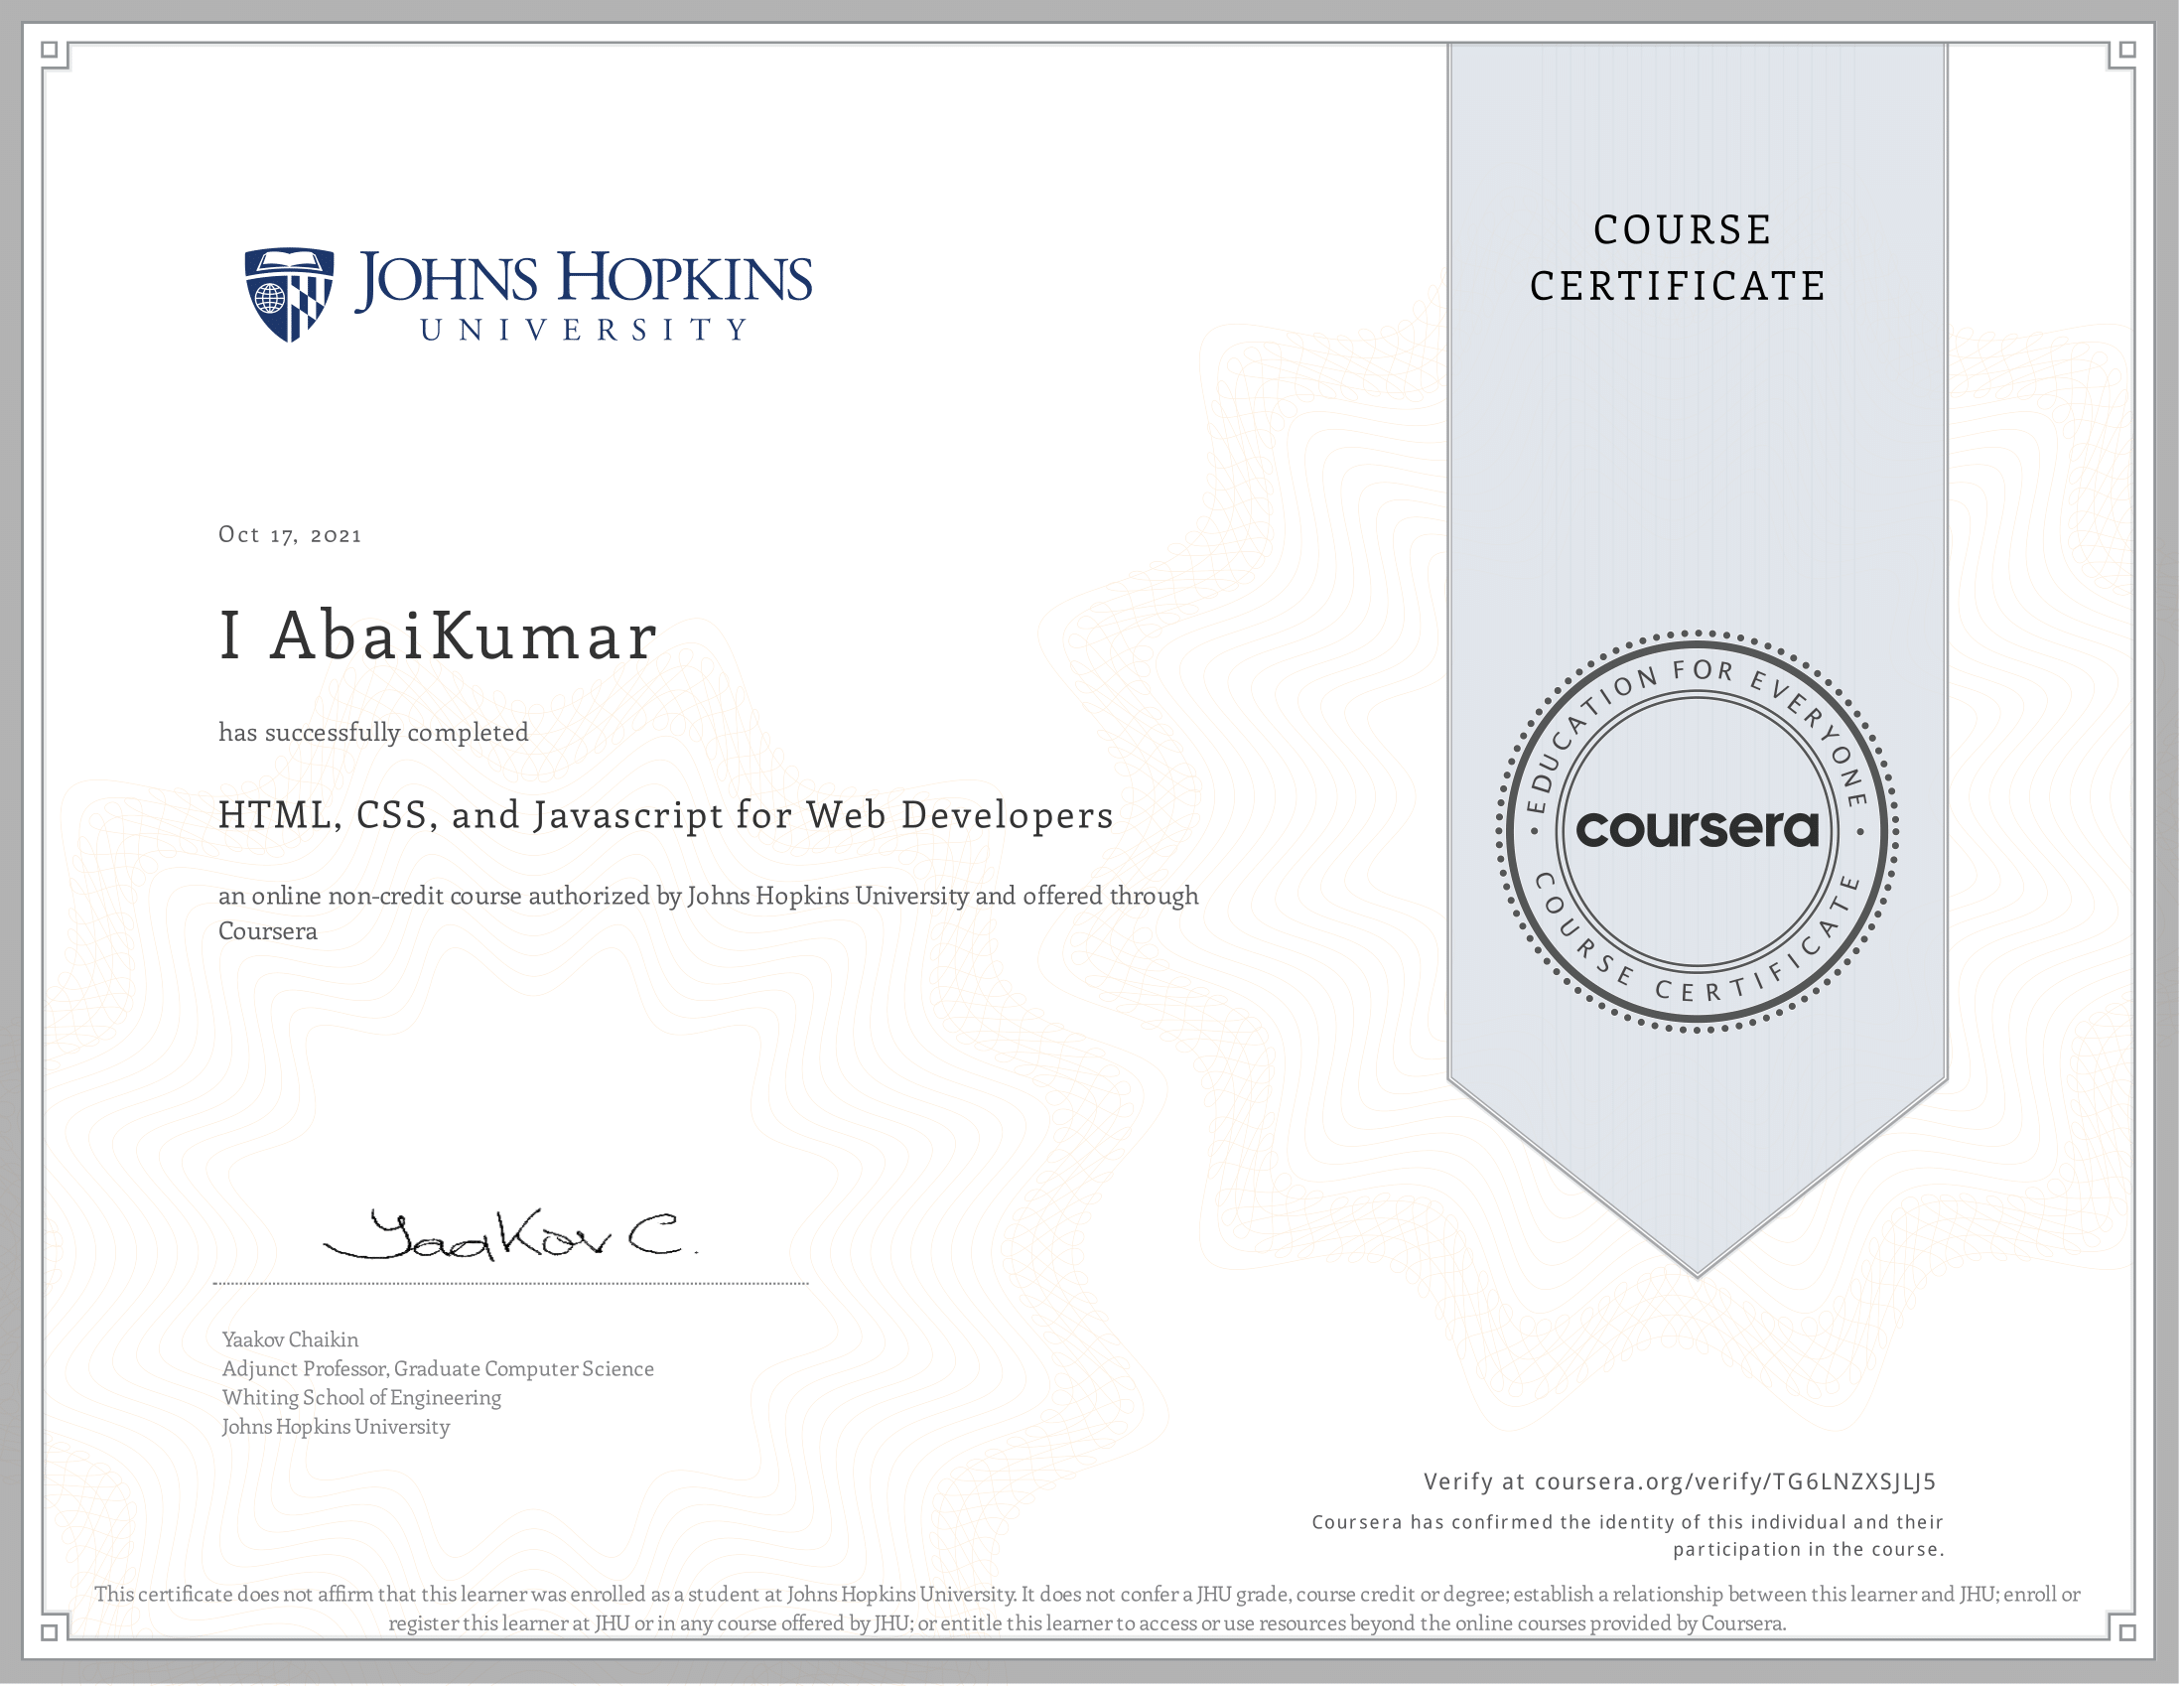 JOHNS HOPKINS
UNIVERSITY
COURSE
CERTIFICATE
Oct 17, 2021
I AbaiKumar
has successfully completed
HTML, CSS, and Javascript for Web Developers
an online non-credit course authorized by Johns Hopkins University and offered through
Coursera
EDUCATION FOR EVERYONE
coursera
COURSE CERTIFICATE
Yaakov C.
Yaakov Chaikin
Adjunct Professor, Graduate Computer Science
Whiting School of Engineering
Johns Hopkins University
Verify at coursera.org/verify/TG6LNZXSJLJ5
Coursera has confirmed the identity of this individual and their
participation in the course.
This certificate does not affirm that this learner was enrolled as a student at Johns Hopkins University. It does not confer a JHU grade, course credit or degree; establish a relationship between this learner and JHU; enroll or
register this learner at JHU or in any course offered by JHU; or entitle this learner to access or use resources beyond the online courses provided by Coursera.